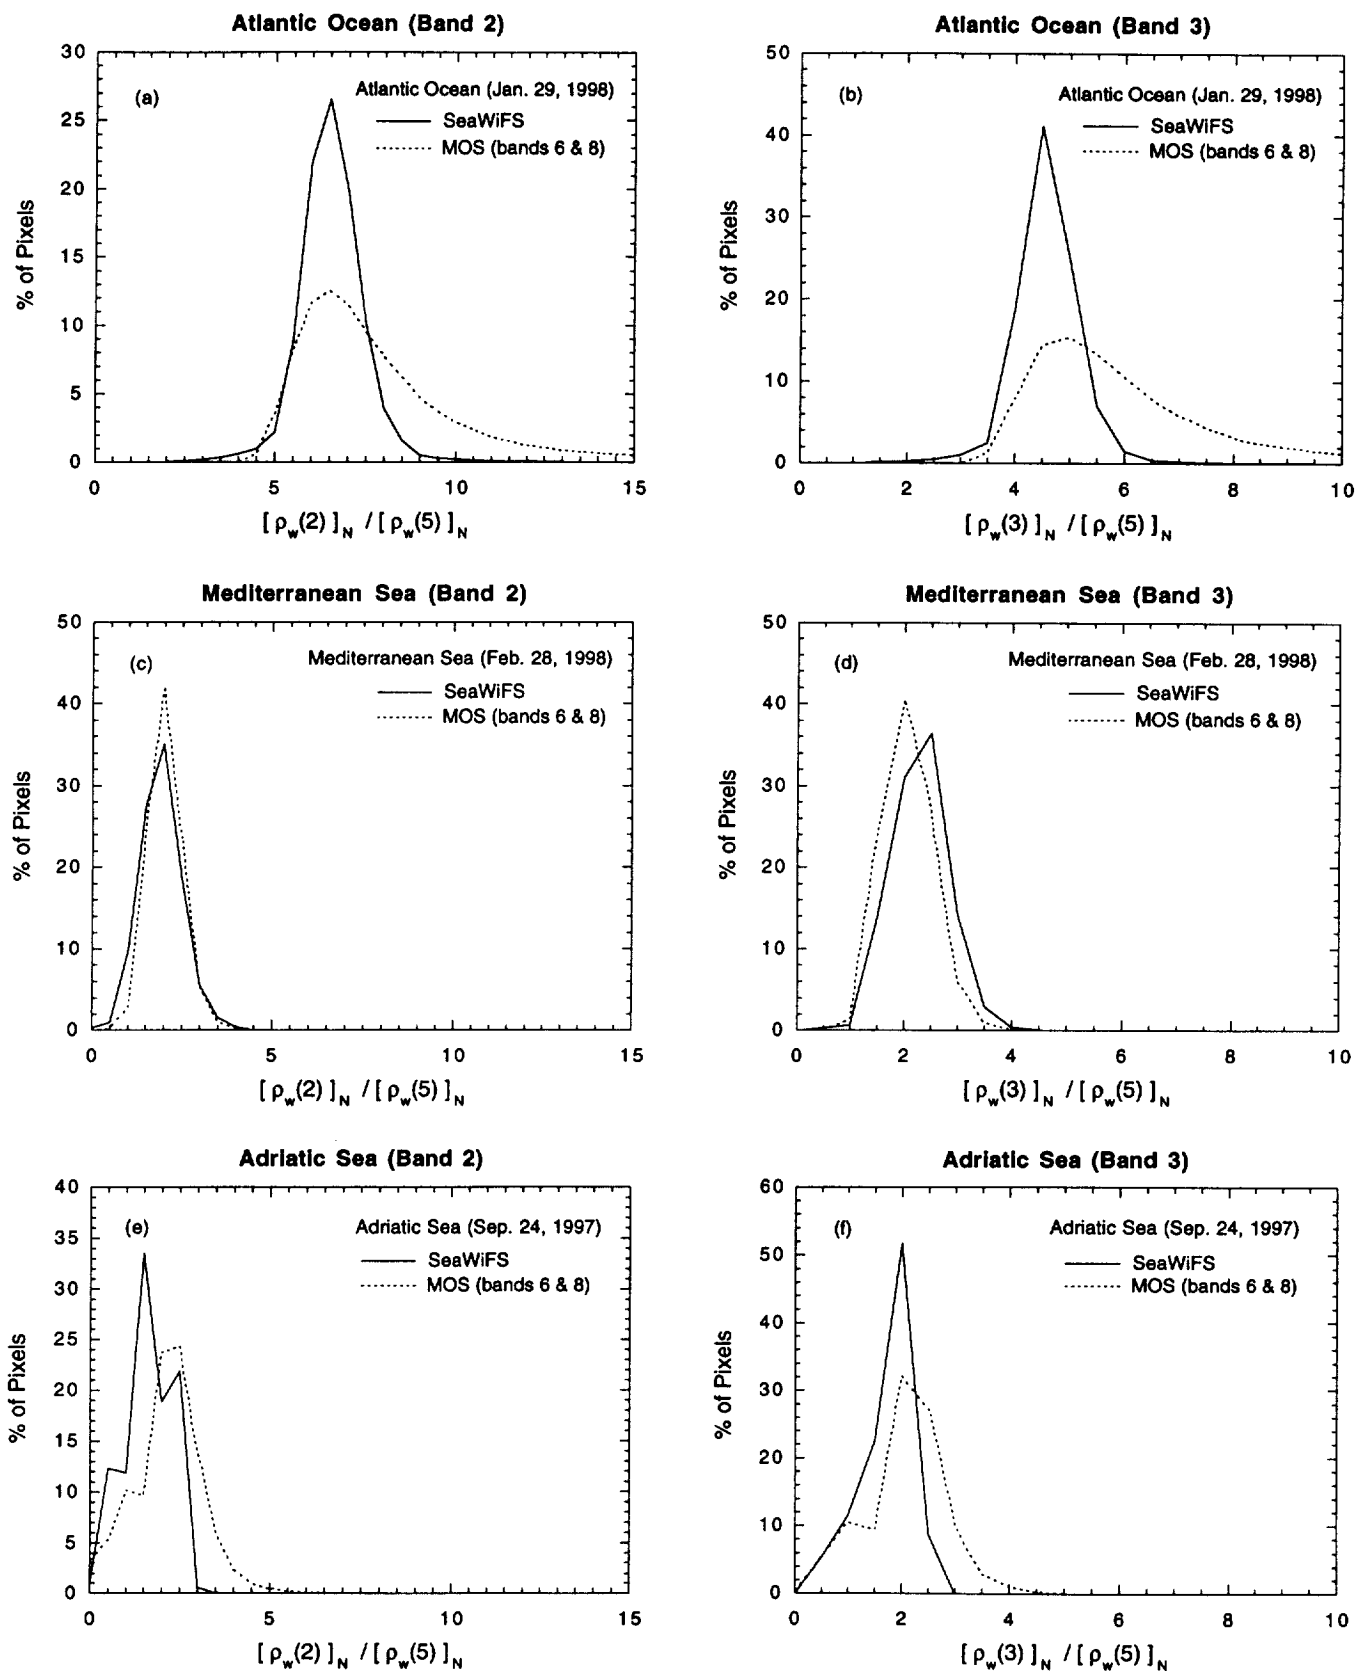 Atlantic Ocean (Band 2)
30
25
20
15
10
5
0
% of Pixels
(a)
Atlantic Ocean (Jan. 29, 1998)
SeaWiFS
MOS (bands 6 & 8)
0 5 10 15
[ρw(2)]N / [ρw(5)]N
Atlantic Ocean (Band 3)
50
40
30
20
10
0
% of Pixels
(b)
Atlantic Ocean (Jan. 29, 1998)
SeaWiFS
MOS (bands 6 & 8)
0 2 4 6 8 10
[ρw(3)]N / [ρw(5)]N
Mediterranean Sea (Band 2)
50
40
30
20
10
0
% of Pixels
(c)
Mediterranean Sea (Feb. 28, 1998)
SeaWiFS
MOS (bands 6 & 8)
0 5 10 15
[ρw(2)]N / [ρw(5)]N
Mediterranean Sea (Band 3)
50
40
30
20
10
0
% of Pixels
(d)
Mediterranean Sea (Feb. 28, 1998)
SeaWiFS
MOS (bands 6 & 8)
0 2 4 6 8 10
[ρw(3)]N / [ρw(5)]N
Adriatic Sea (Band 2)
40
35
30
25
20
15
10
5
0
% of Pixels
(e)
Adriatic Sea (Sep. 24, 1997)
SeaWiFS
MOS (bands 6 & 8)
0 5 10 15
[ρw(2)]N / [ρw(5)]N
Adriatic Sea (Band 3)
60
50
40
30
20
10
0
% of Pixels
(f)
Adriatic Sea (Sep. 24, 1997)
SeaWiFS
MOS (bands 6 & 8)
0 2 4 6 8 10
[ρw(3)]N / [ρw(5)]N